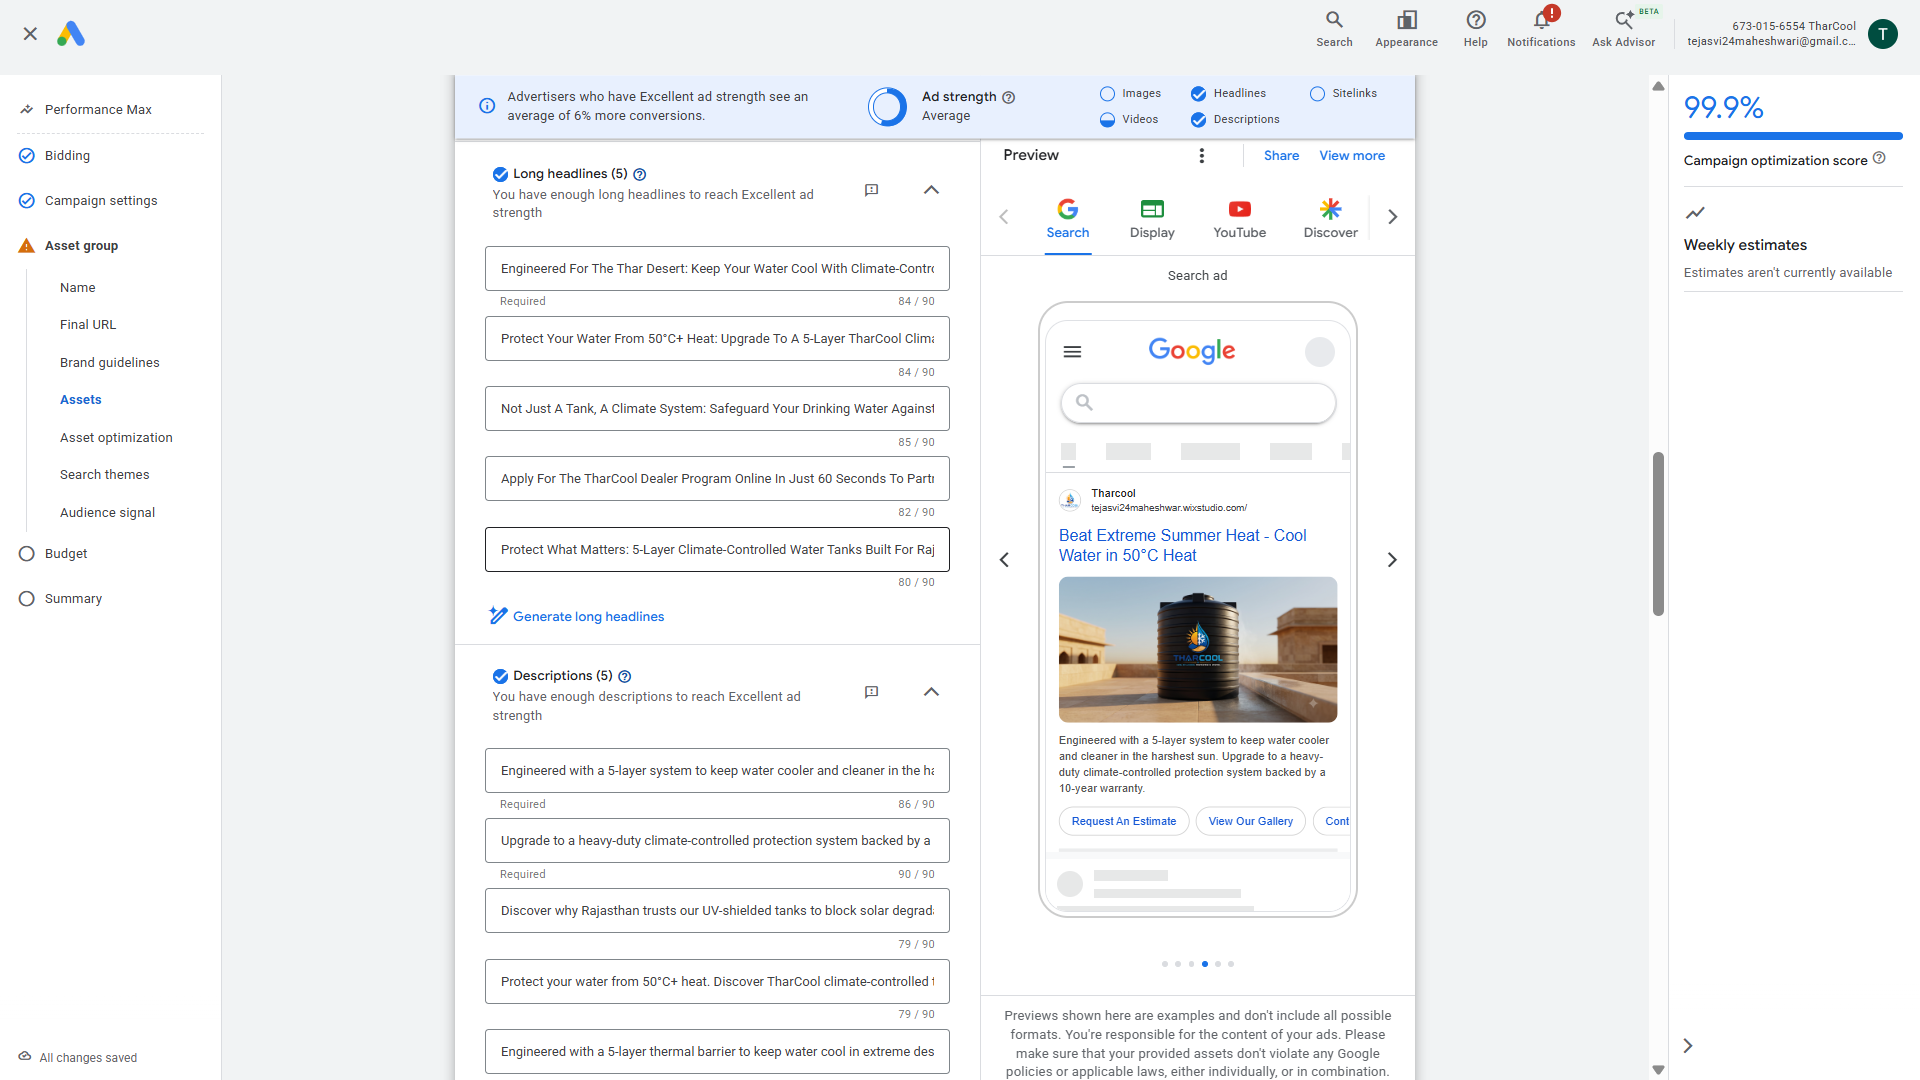 Search
Appearance
Help
!
Notifications
BETA
Ask Advisor
673-015-6554 TharCool
tejasvi24maheshwari@gmail.c...
T
Performance Max
Bidding
Campaign settings
Asset group
Name
Final URL
Brand guidelines
Assets
Asset optimization
Search themes
Audience signal
Budget
Summary
All changes saved
Advertisers who have Excellent ad strength see an
average of 6% more conversions.
Ad strength
Average
Images
Headlines
Sitelinks
Videos
Descriptions
Long headlines (5)
You have enough long headlines to reach Excellent ad
strength
Engineered For The Thar Desert: Keep Your Water Cool With Climate-Contro
Required
84 / 90
Protect Your Water From 50°C+ Heat: Upgrade To A 5-Layer TharCool Clima
84 / 90
Not Just A Tank, A Climate System: Safeguard Your Drinking Water Against
85 / 90
Apply For The TharCool Dealer Program Online In Just 60 Seconds To Partn
82 / 90
Protect What Matters: 5-Layer Climate-Controlled Water Tanks Built For Raj
80 / 90
Generate long headlines
Descriptions (5)
You have enough descriptions to reach Excellent ad
strength
Engineered with a 5-layer system to keep water cooler and cleaner in the ha
Required
86 / 90
Upgrade to a heavy-duty climate-controlled protection system backed by a
Required
90 / 90
Discover why Rajasthan trusts our UV-shielded tanks to block solar degrada
79 / 90
Protect your water from 50°C+ heat. Discover TharCool climate-controlled t
79 / 90
Engineered with a 5-layer thermal barrier to keep water cool in extreme des
Preview
Share
View more
Search
Display
YouTube
Discover
Search ad
Google
Tharcool
tejasvi24maheshwar.wixstudio.com/
Beat Extreme Summer Heat - Cool
Water in 50°C Heat
THARCOOL
Engineered with a 5-layer system to keep water cooler
and cleaner in the harshest sun. Upgrade to a heavy-
duty climate-controlled protection system backed by a
10-year warranty.
Request An Estimate
View Our Gallery
Cont
Previews shown here are examples and don't include all possible
formats. You're responsible for the content of your ads. Please
make sure that your provided assets don't violate any Google
policies or applicable laws, either individually, or in combination.
99.9%
Campaign optimization score
Weekly estimates
Estimates aren't currently available